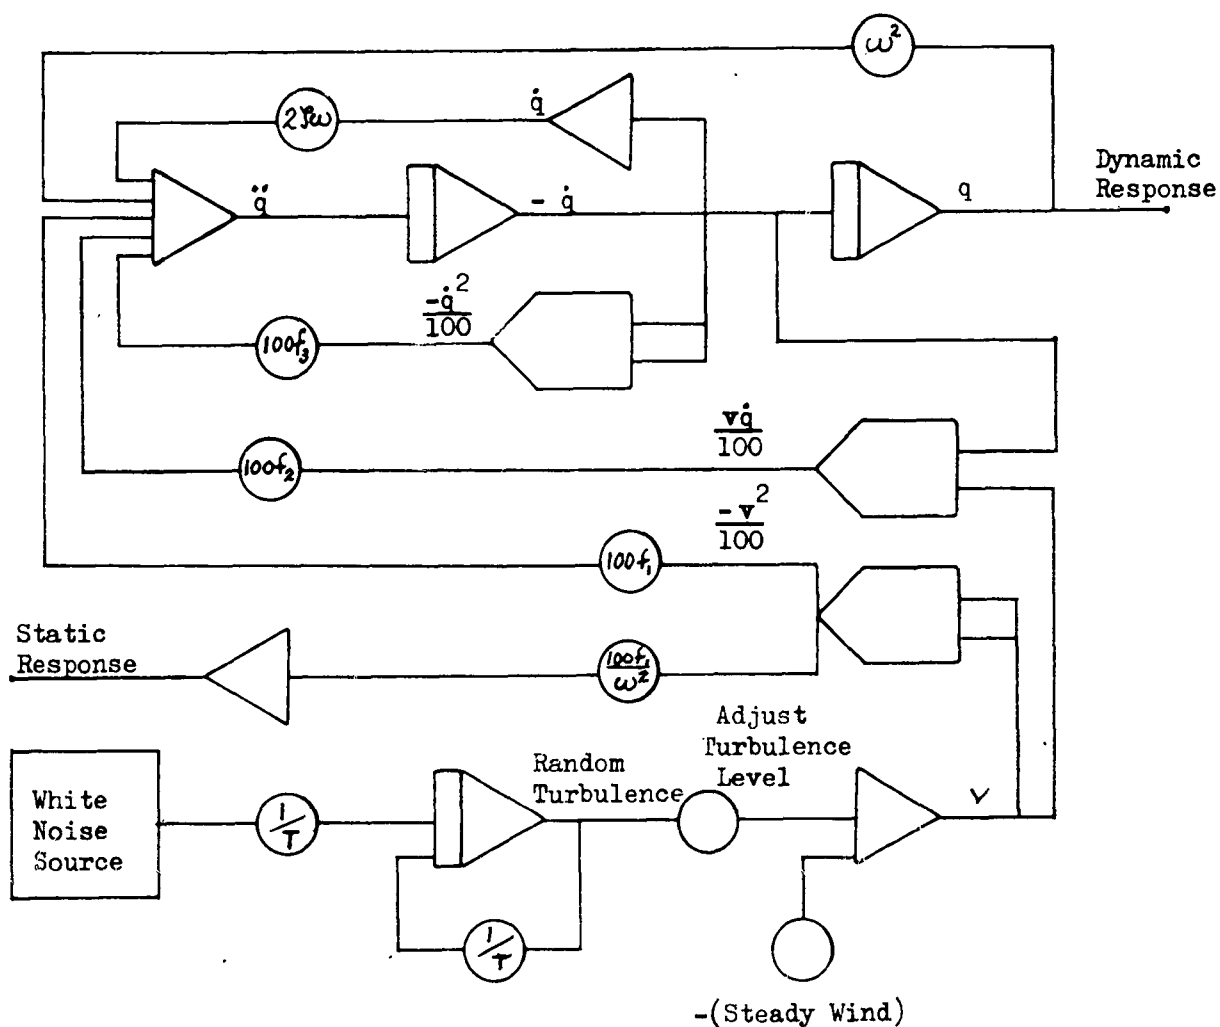 ω²
2ζω
q̇
q̈
- q̇
q
Dynamic
Response
-q̇²
100
100f₃
vq̇
100
100f₂
-v²
100
100f₁
Static
Response
100f₁
ω²
Adjust
Turbulence
Level
Random
Turbulence
White
Noise
Source
1/T
v
1/T
-(Steady Wind)